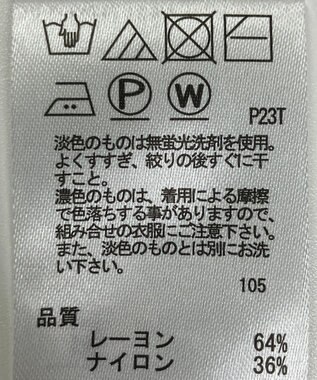 P
W
P23T
淡色のものは無蛍光洗剤を使用。
よくすすぎ、絞りの後すぐに干
すこと。
濃色のものは、着用による摩擦
で色落ちする事がありますので、
組み合せの衣服にご注意下さい。
また、淡色のものとは別にお洗
い下さい。
105
品質
レーヨン 64%
ナイロン 36%